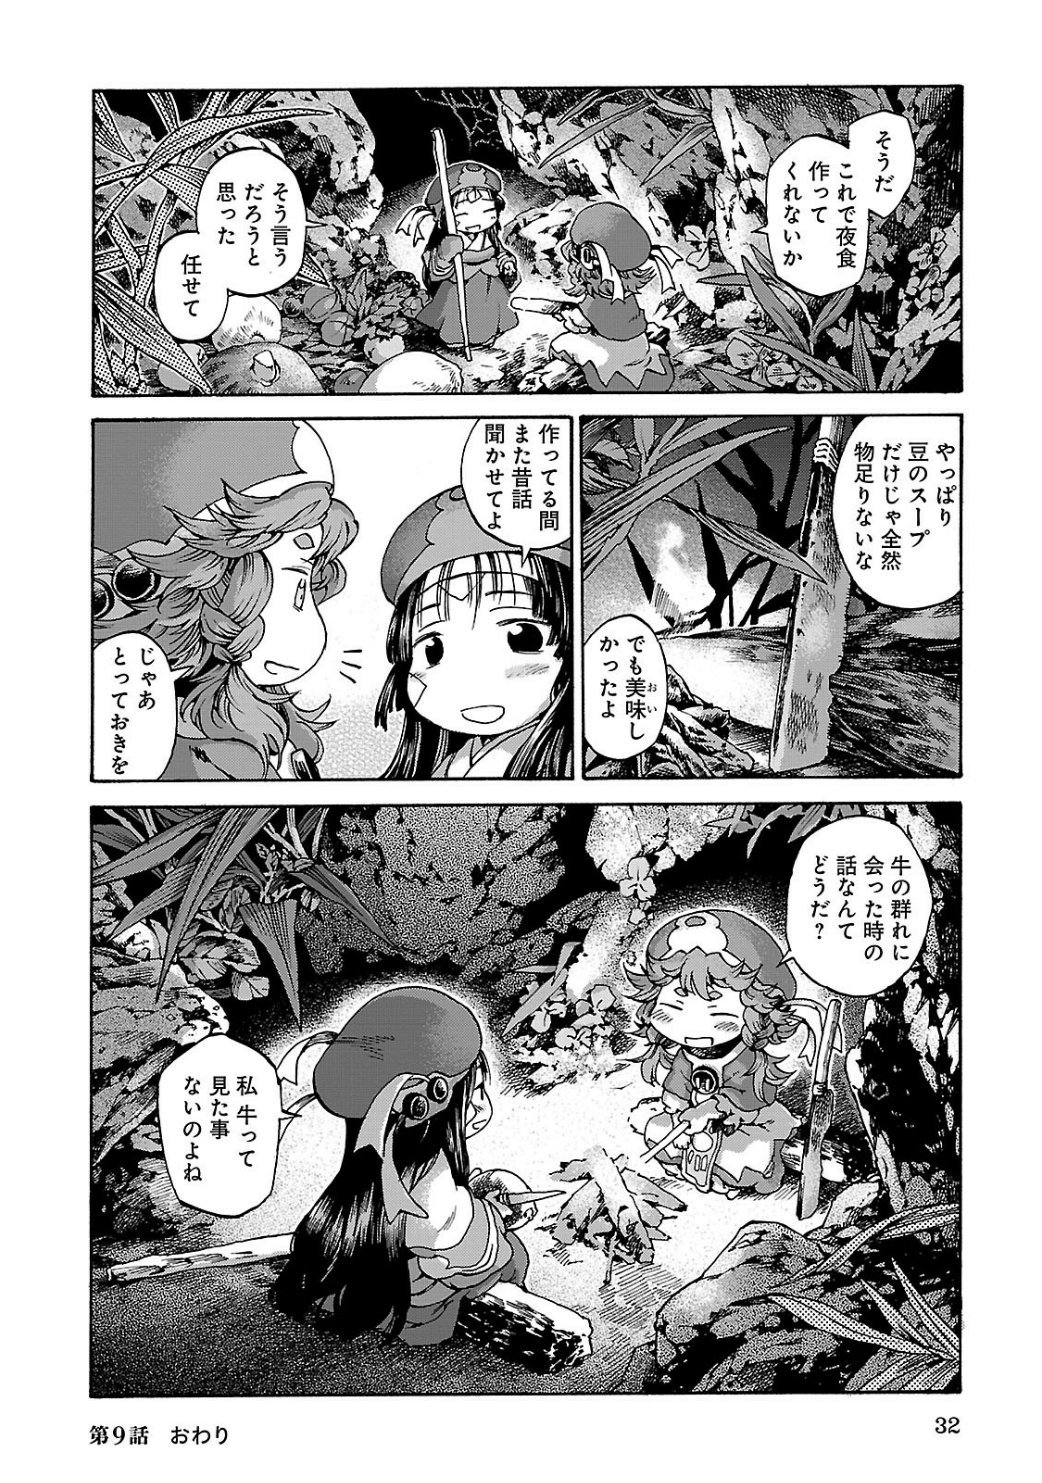 そうだ
これで夜食
作って
くれないか
そう言う
だろうと
思った
任せて
やっぱり
豆のスープ
だけじゃ全然
物足りないな
でも美味し
おい
かったよ
作ってる間
また昔話
聞かせてよ
じゃあ
とっておきを
牛の群れに
会った時の
話なんて
どうだ?
私 牛って
見た事
ないのよね
第9話 おわり
32